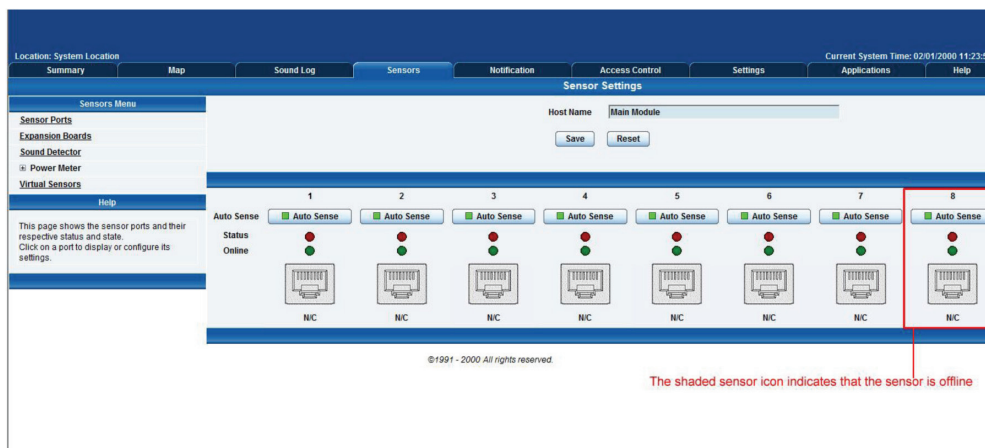 Location: System Location
Current System Time: 02/01/2000 11:23:5
Summary Map Sound Log Sensors Notification Access Control Settings Applications Help
Sensor Settings
Sensors Menu
Sensor Ports
Expansion Boards
Sound Detector
Power Meter
Virtual Sensors
Help
This page shows the sensor ports and their
respective status and state.
Click on a port to display or configure its
settings.
Host Name Main Module
Save Reset
1 2 3 4 5 6 7 8
Auto Sense Auto Sense Auto Sense Auto Sense Auto Sense Auto Sense Auto Sense Auto Sense Auto Sense
Status
Online
N/C N/C N/C N/C N/C N/C N/C N/C
©1991 - 2000 All rights reserved.
The shaded sensor icon indicates that the sensor is offline